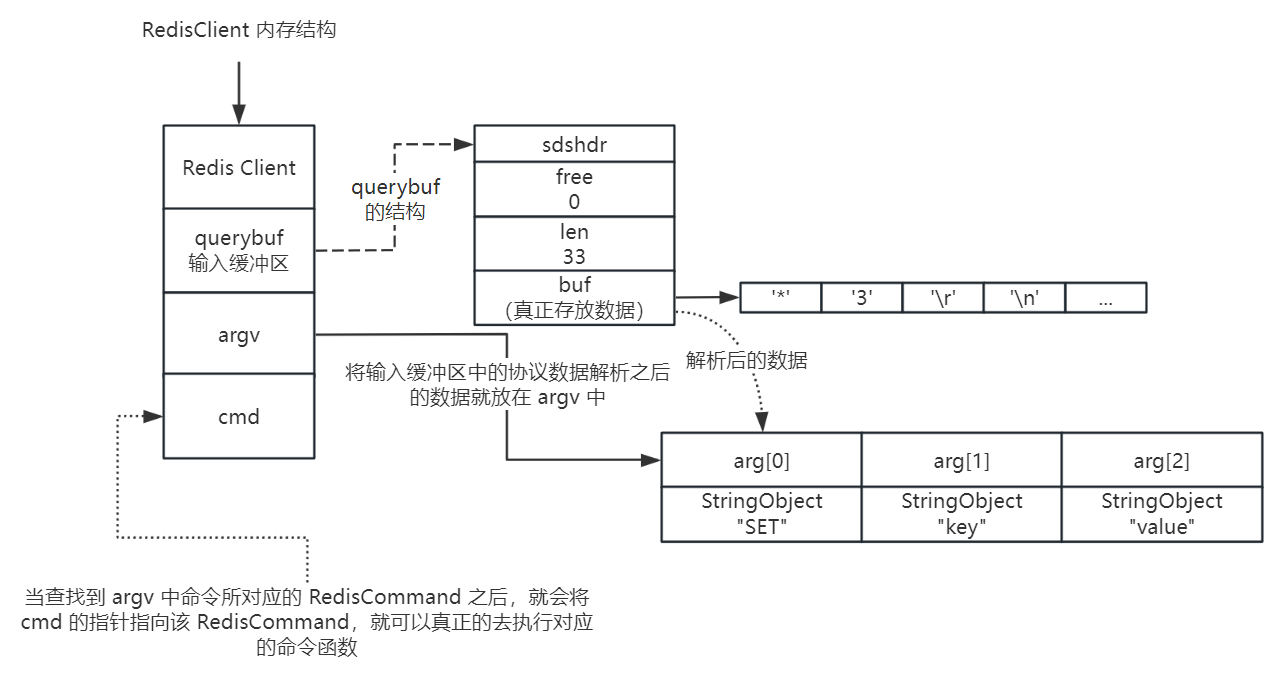 RedisClient 内存结构
Redis Client
querybuf
输入缓冲区
argv
cmd
querybuf
的结构
sdshdr
free
0
len
33
buf
（真正存放数据）
'*' '3' '\r' '\n' ...
解析后的数据
将输入缓冲区中的协议数据解析之后
的数据就放在 argv 中
arg[0] arg[1] arg[2]
StringObject StringObject StringObject
"SET" "key" "value"
当查找到 argv 中命令所对应的 RedisCommand 之后，就会将
cmd 的指针指向该 RedisCommand，就可以真正的去执行对应
的命令函数